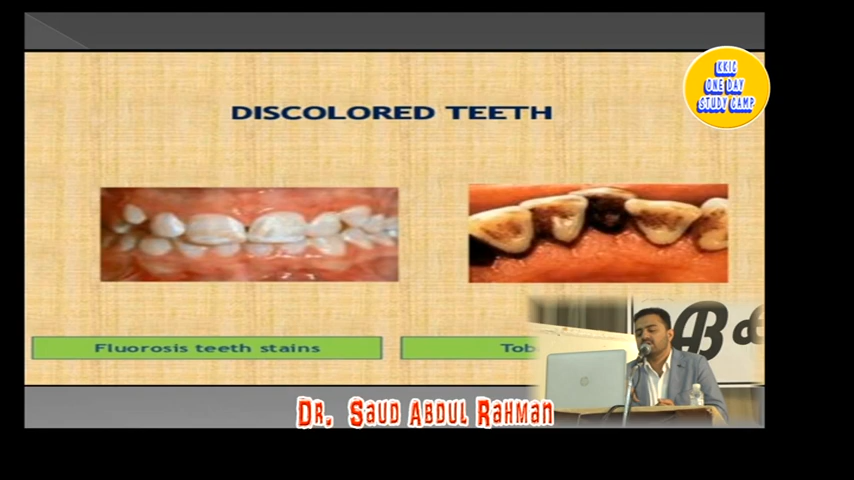 KKIC
ONE DAY
STUDY CAMP
DISCOLORED TEETH
Fluorosis teeth stains
Tob
DR. SAUD ABDUL RAHMAN